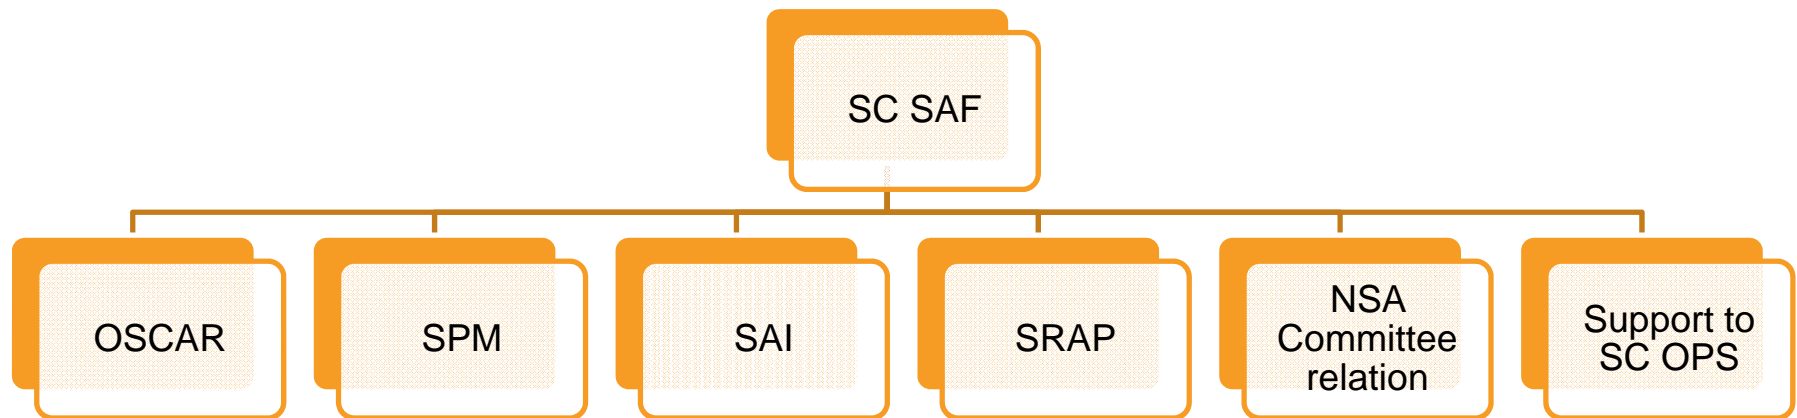 SC SAF
OSCAR
SPM
SAI
SRAP
NSA
Committee
relation
Support to
SC OPS